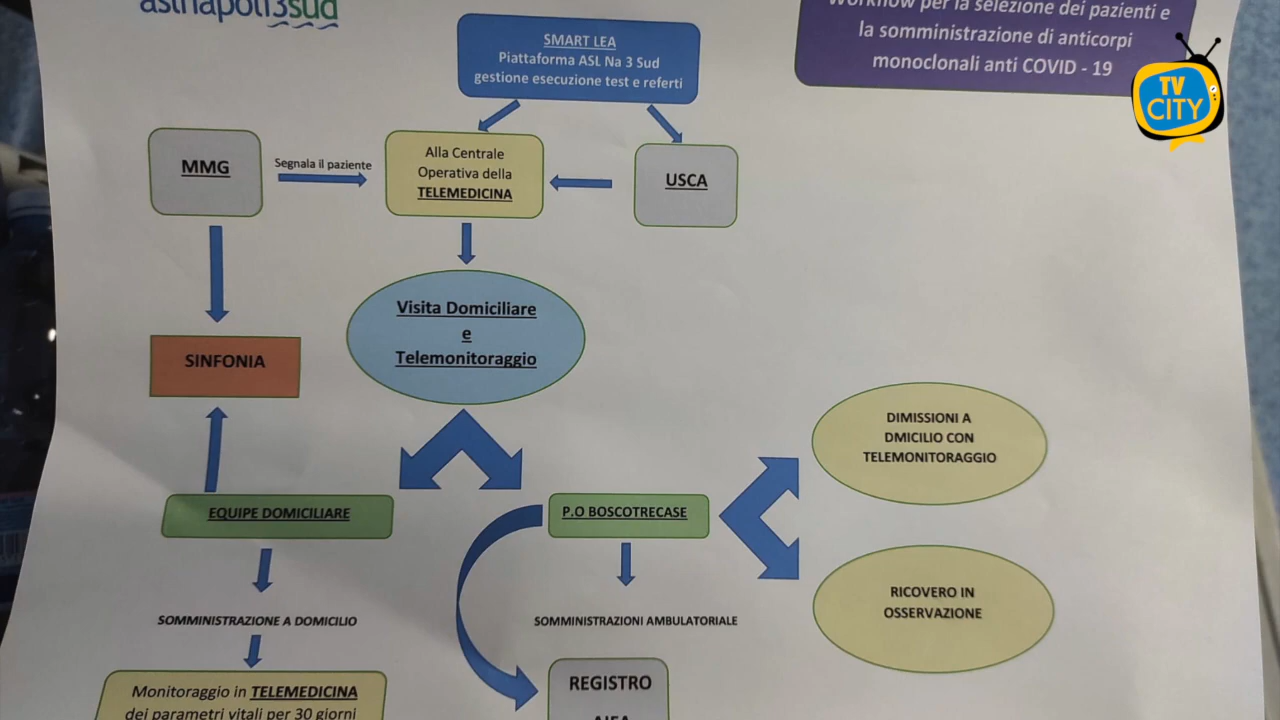 aslnapoli3sud
Workflow per la selezione dei pazienti e
la somministrazione di anticorpi
monoclonali anti COVID - 19
TV
CITY
SMART LEA
Piattaforma ASL Na 3 Sud
gestione esecuzione test e referti
MMG
Segnala il paziente
Alla Centrale
Operativa della
TELEMEDICINA
USCA
Visita Domiciliare
e
Telemonitoraggio
SINFONIA
DIMISSIONI A
DMICILIO CON
TELEMONITORAGGIO
EQUIPE DOMICILIARE
P.O BOSCOTRECASE
RICOVERO IN
OSSERVAZIONE
SOMMINISTRAZIONE A DOMICILIO
SOMMINISTRAZIONI AMBULATORIALE
Monitoraggio in TELEMEDICINA
dei parametri vitali per 30 giorni
REGISTRO
AIFA